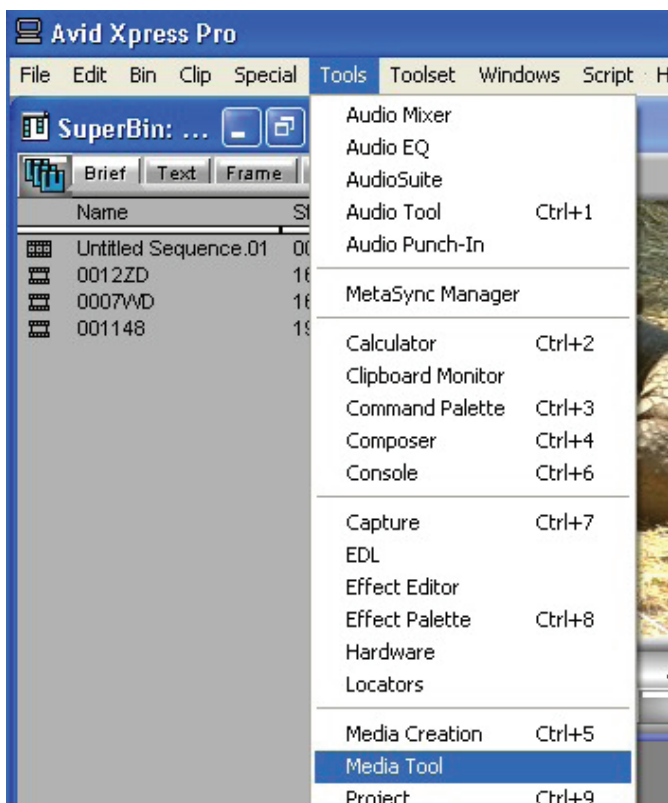 Avid Xpress Pro
File Edit Bin Clip Special Tools Toolset Windows Script H
SuperBin: ...
Brief Text Frame
Name
Untitled Sequence.01
0012ZD
0007WD
001148
Audio Mixer
Audio EQ
AudioSuite
Audio Tool Ctrl+1
Audio Punch-In
MetaSync Manager
Calculator Ctrl+2
Clipboard Monitor
Command Palette Ctrl+3
Composer Ctrl+4
Console Ctrl+6
Capture Ctrl+7
EDL
Effect Editor
Effect Palette Ctrl+8
Hardware
Locators
Media Creation Ctrl+5
Media Tool
Project Ctrl+9